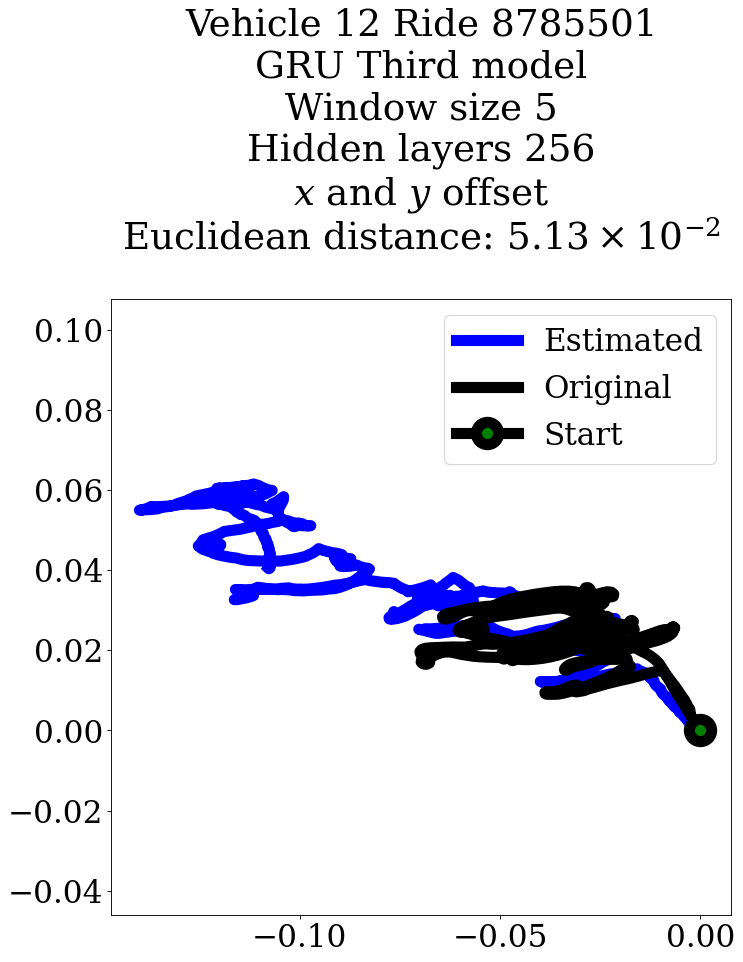 Vehicle 12 Ride 8785501
GRU Third model
Window size 5
Hidden layers 256
x and y offset
Euclidean distance: 5.13 × 10⁻²
Estimated
Original
Start
0.10
0.08
0.06
0.04
0.02
0.00
−0.02
−0.04
−0.10
−0.05
0.00